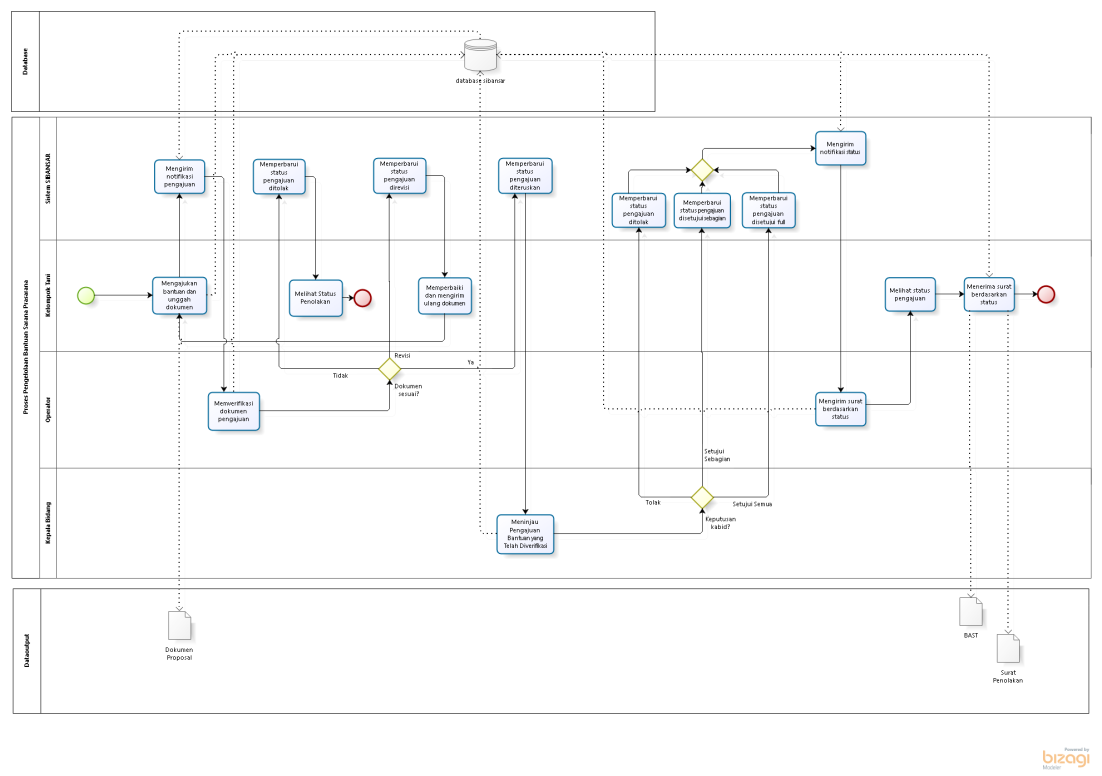 Database
database sibansar
Proses Pengelolaan Bantuan Sarana Prasarana
Sistem SIBANSAR
Mengirim
notifikasi
pengajuan
Memperbarui
status
pengajuan
ditolak
Memperbarui
status
pengajuan
direvisi
Memperbarui
status
pengajuan
diteruskan
Memperbarui
status
pengajuan
ditolak
Memperbarui
status pengajuan
disetujui sebagian
Memperbarui
status
pengajuan
disetujui full
Mengirim
notifikasi status
Kelompok Tani
Mengajukan
bantuan dan
unggah
dokumen
Melihat Status
Penolakan
Memperbaiki
dan mengirim
ulang dokumen
Melihat status
pengajuan
Menerima surat
berdasarkan
status
Operator
Memverifikasi
dokumen
pengajuan
Tidak
Revisi
Ya
Dokumen
sesuai?
Mengirim surat
berdasarkan
status
Setujui
Sebagian
Kepala Bidang
Meninjau
Pengajuan
Bantuan yang
Telah Diverifikasi
Tolak
Setujui Semua
Keputusan
kabid?
Dataoutput
Dokumen
Proposal
BAST
Surat
Penolakan
Powered by
bizagi
Modeler